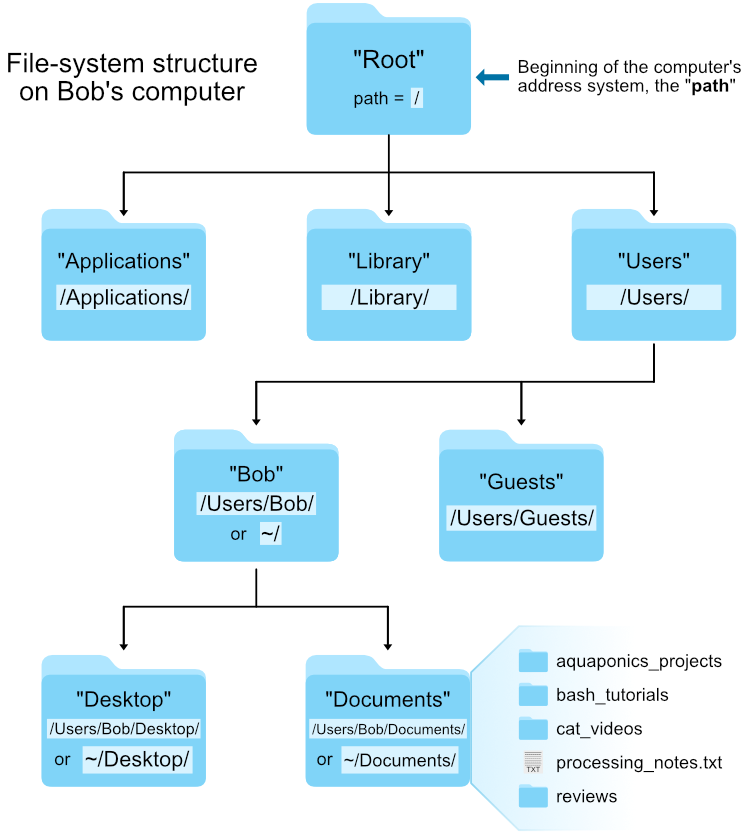 File-system structure
on Bob's computer
"Root"
path = /
Beginning of the computer's
address system, the "path"
"Applications"
/Applications/
"Library"
/Library/
"Users"
/Users/
"Bob"
/Users/Bob/
or ~/
"Guests"
/Users/Guests/
"Desktop"
/Users/Bob/Desktop/
or ~/Desktop/
"Documents"
/Users/Bob/Documents/
or ~/Documents/
aquaponics_projects
bash_tutorials
cat_videos
TXT
processing_notes.txt
reviews